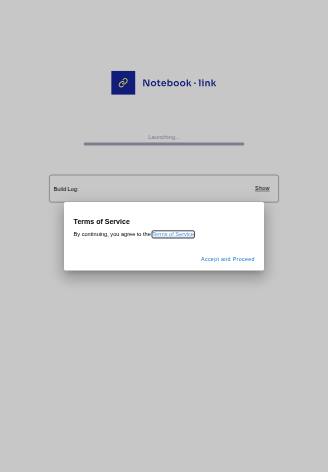 Notebook·link
Launching...
Build Log:
Show
Terms of Service
By continuing, you agree to the Terms of Service.
Accept and Proceed